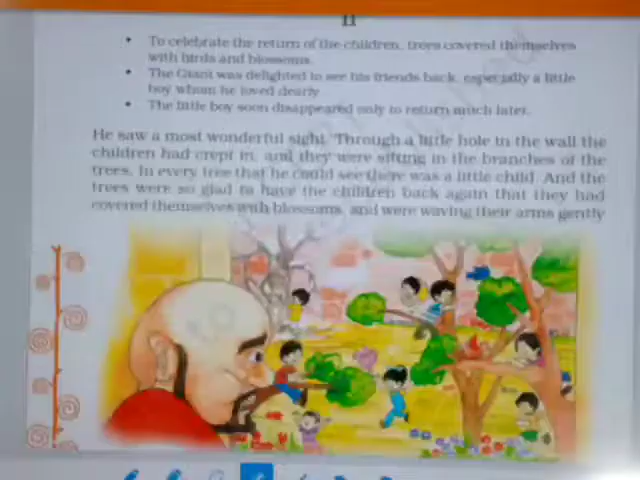 II
• To celebrate the return of the children, trees covered themselves
with birds and blossoms.
• The Giant was delighted to see his friends back, especially a little
boy whom he loved dearly.
• The little boy soon disappeared only to return much later.
He saw a most wonderful sight. Through a little hole in the wall the
children had crept in, and they were sitting in the branches of the
trees. In every tree that he could see there was a little child. And the
trees were so glad to have the children back again that they had
covered themselves with blossoms, and were waving their arms gently